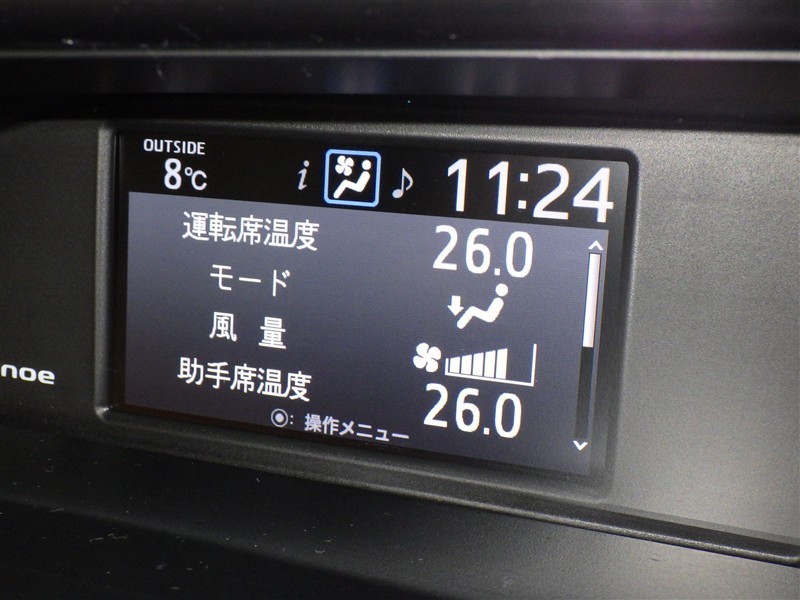 OUTSIDE
8℃
i ♪ 11:24
運転席温度 26.0
モード
風 量
助手席温度 26.0
◉: 操作メニュー
noe